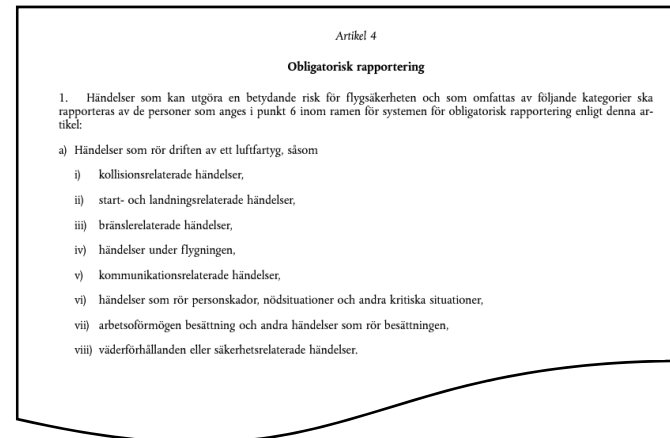 Artikel 4
Obligatorisk rapportering
1. Händelser som kan utgöra en betydande risk för flygsäkerheten och som omfattas av följande kategorier ska
rapporteras av de personer som anges i punkt 6 inom ramen för systemen för obligatorisk rapportering enligt denna ar-
tikel:
a) Händelser som rör driften av ett luftfartyg, såsom
i) kollisionsrelaterade händelser,
ii) start- och landningsrelaterade händelser,
iii) bränslerelaterade händelser,
iv) händelser under flygningen,
v) kommunikationsrelaterade händelser,
vi) händelser som rör personskador, nödsituationer och andra kritiska situationer,
vii) arbetsoförmögen besättning och andra händelser som rör besättningen,
viii) väderförhållanden eller säkerhetsrelaterade händelser.